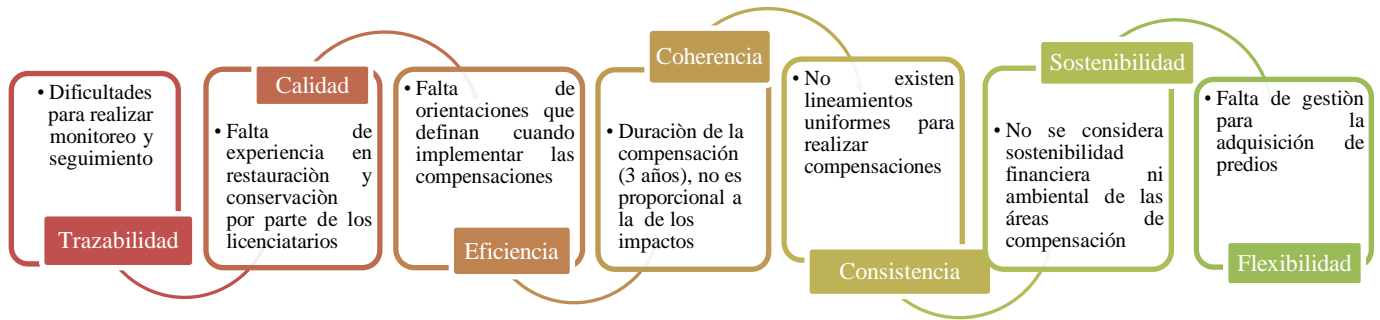 • Dificultades
para realizar
monitoreo y
seguimiento
Trazabilidad
Calidad
• Falta de
experiencia en
restauraciòn y
conservaciòn
por parte de los
licenciatarios
• Falta de
orientaciones que
definan cuando
implementar las
compensaciones
Eficiencia
Coherencia
• Duraciòn de la
compensación
(3 años), no es
proporcional a
la de los
impactos
• No existen
lineamientos
uniformes para
realizar
compensaciones
Consistencia
Sostenibilidad
• No se considera
sostenibilidad
financiera ni
ambiental de las
áreas de
compensación
• Falta de gestiòn
para la
adquisición de
predios
Flexibilidad